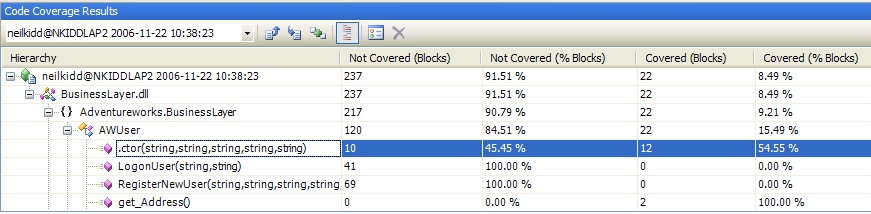 Code Coverage Results
neilkidd@NKIDDLAP2 2006-11-22 10:38:23
Hierarchy Not Covered (Blocks) Not Covered (% Blocks) Covered (Blocks) Covered (% Blocks)
neilkidd@NKIDDLAP2 2006-11-22 10:38:23 237 91.51 % 22 8.49 %
BusinessLayer.dll 237 91.51 % 22 8.49 %
{} Adventureworks.BusinessLayer 217 90.79 % 22 9.21 %
AWUser 120 84.51 % 22 15.49 %
.ctor(string,string,string,string,string) 10 45.45 % 12 54.55 %
LogonUser(string,string) 41 100.00 % 0 0.00 %
RegisterNewUser(string,string,string,string, 69 100.00 % 0 0.00 %
get_Address() 0 0.00 % 2 100.00 %